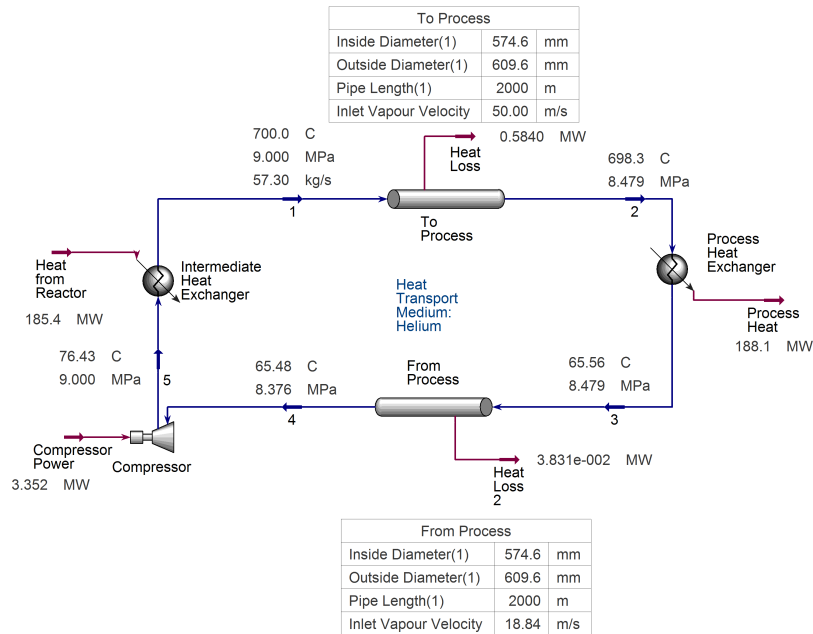 To Process
Inside Diameter(1) 574.6 mm
Outside Diameter(1) 609.6 mm
Pipe Length(1) 2000 m
Inlet Vapour Velocity 50.00 m/s
700.0 C
9.000 MPa
57.30 kg/s
1
Heat
Loss
0.5840 MW
698.3 C
8.479 MPa
2
To
Process
Heat
from
Reactor
185.4 MW
Intermediate
Heat
Exchanger
Heat
Transport
Medium:
Helium
Process
Heat
Exchanger
Process
Heat
188.1 MW
76.43 C
9.000 MPa
5
65.48 C
8.376 MPa
4
From
Process
65.56 C
8.479 MPa
3
Compressor
Power
3.352 MW
Compressor
Heat
Loss
2
3.831e-002 MW
From Process
Inside Diameter(1) 574.6 mm
Outside Diameter(1) 609.6 mm
Pipe Length(1) 2000 m
Inlet Vapour Velocity 18.84 m/s